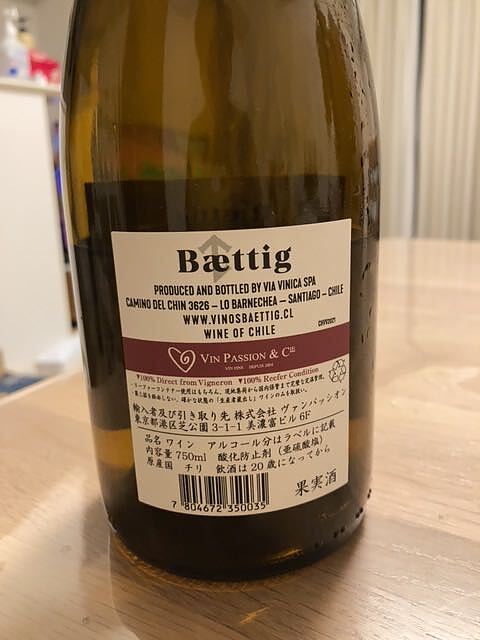 Bættig
PRODUCED AND BOTTLED BY VIA VINICA SPA
CAMINO DEL CHIN 3626 – LO BARNECHEA – SANTIAGO – CHILE
WWW.VINOSBAETTIG.CL
WINE OF CHILE
VIN PASSION & CIE
VIN FINE DEPUIS 2004
♥100% Direct from Vigneron ♥100% Reefer Condition
輸入者及び引き取り先 株式会社 ヴァンパッシオン
東京都港区芝公園 3-1-1 美濃富ビル 6F
品名 ワイン アルコール分はラベルに記載
内容量 750ml 酸化防止剤 (亜硫酸塩)
原産国 チリ 飲酒は20歳になってから
果実酒
7 804672 350035